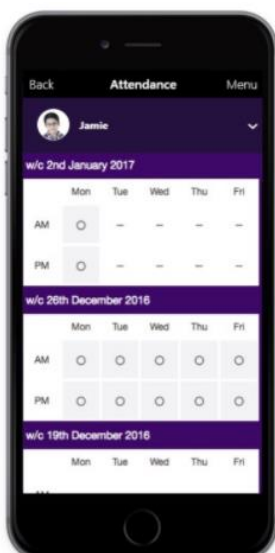 Back Attendance Menu
Jamie
w/c 2nd January 2017
Mon Tue Wed Thu Fri
AM O – – – –
PM O – – – –
w/c 26th December 2016
Mon Tue Wed Thu Fri
AM O O O O O
PM O O O O O
w/c 19th December 2016
Mon Tue Wed Thu Fri